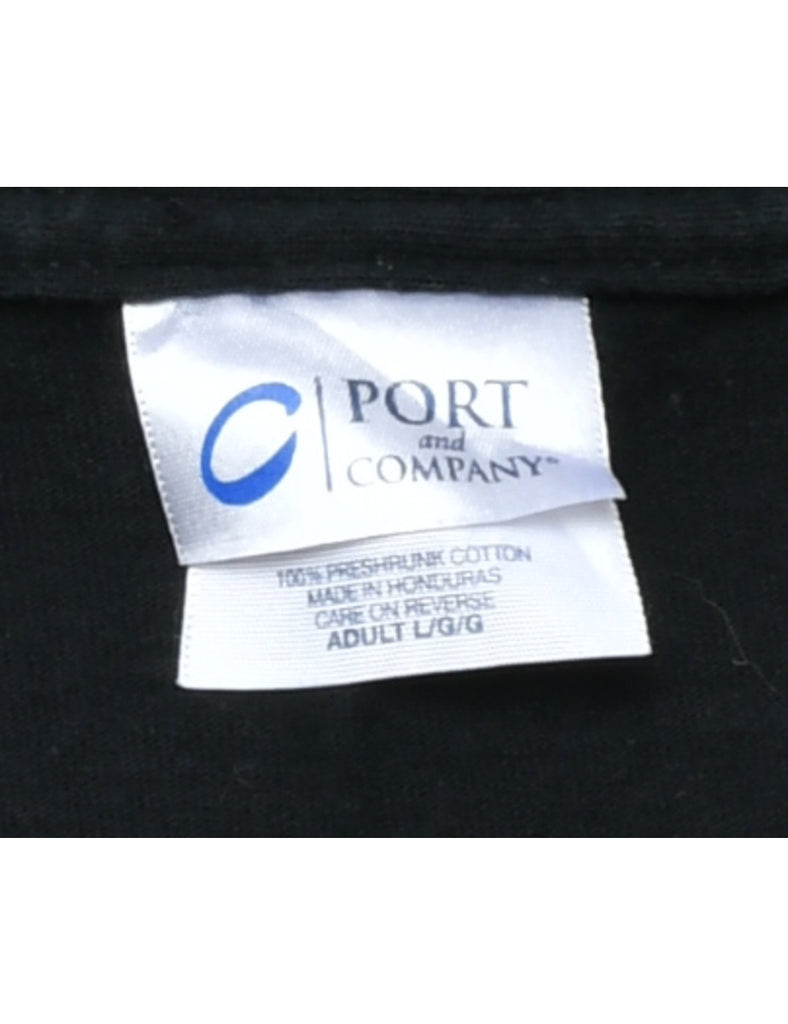 PORT
and
COMPANY®
100% PRESHRUNK COTTON
MADE IN HONDURAS
CARE ON REVERSE
ADULT L/G/G